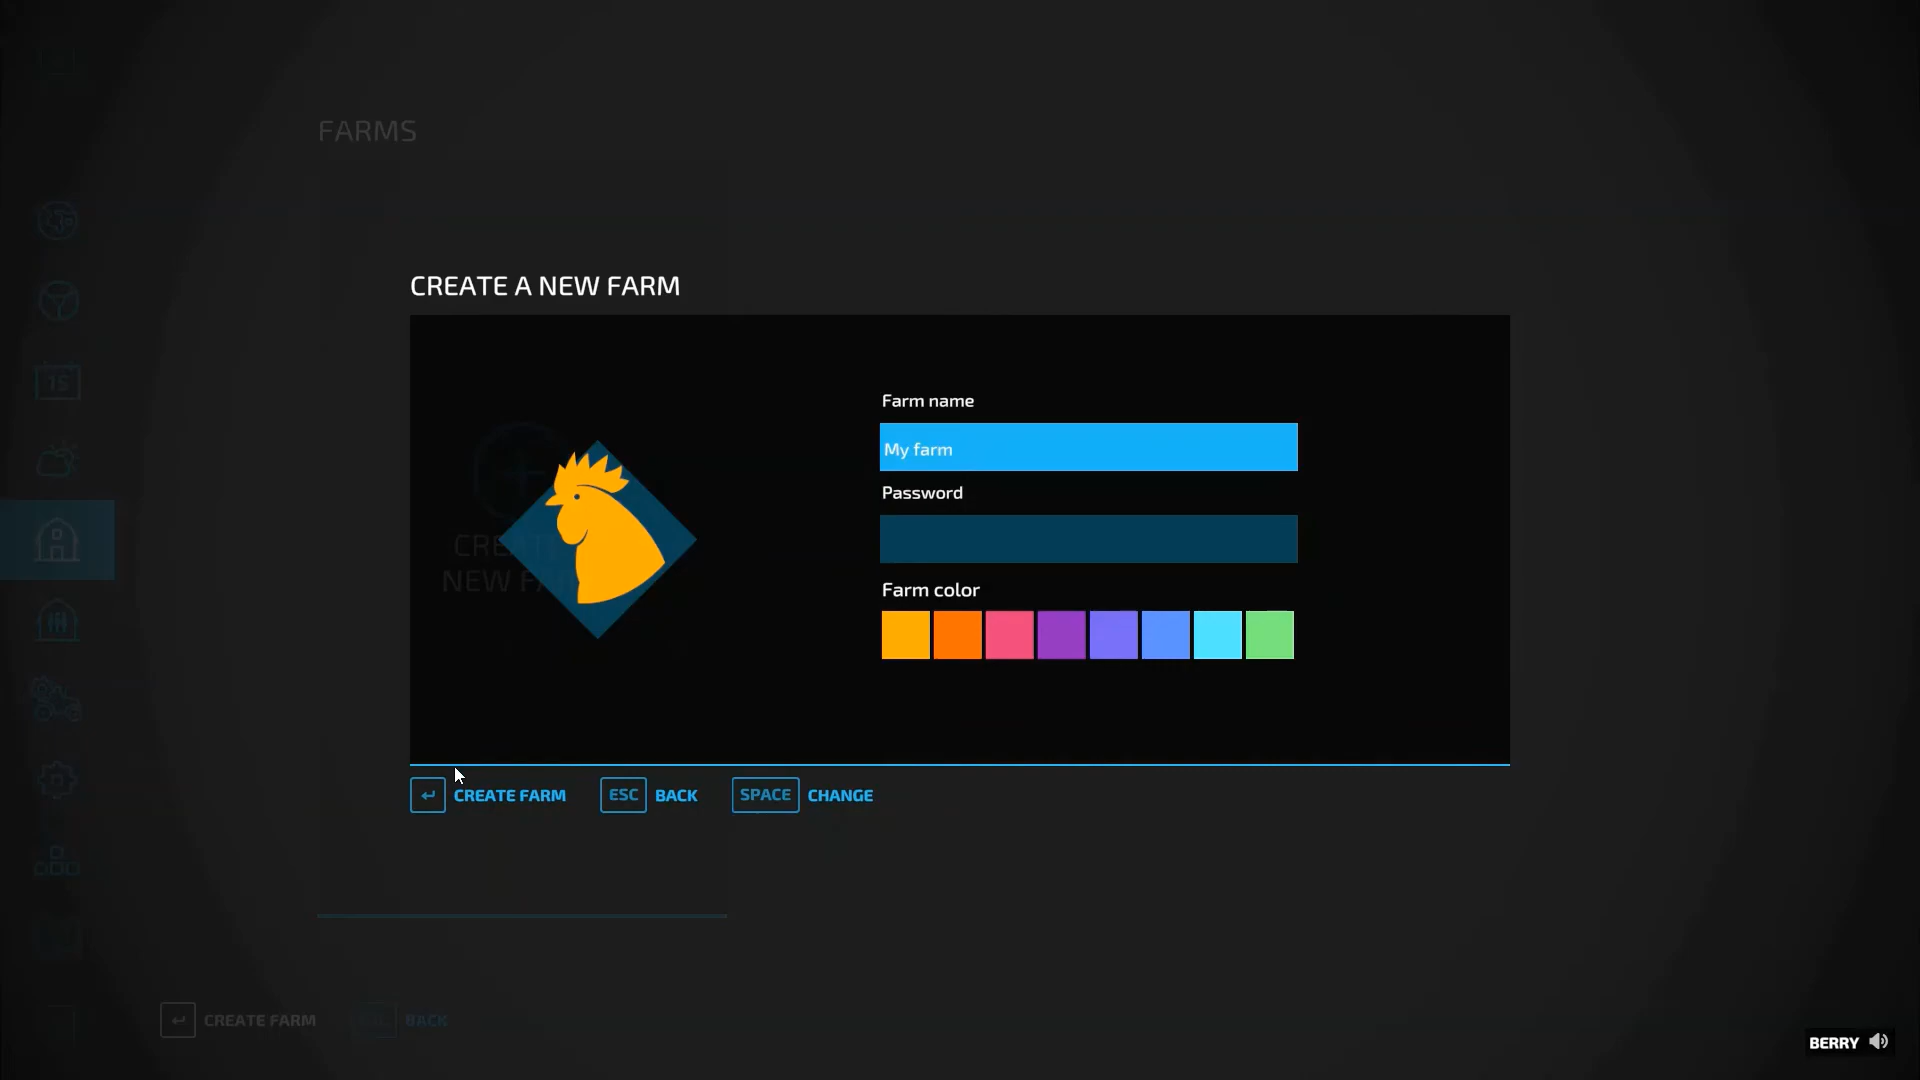 FARMS
CREATE A NEW FARM
Farm name
My farm
Password
Farm color
15
↵ CREATE FARM ESC BACK SPACE CHANGE
↵ CREATE FARM BACK
BERRY